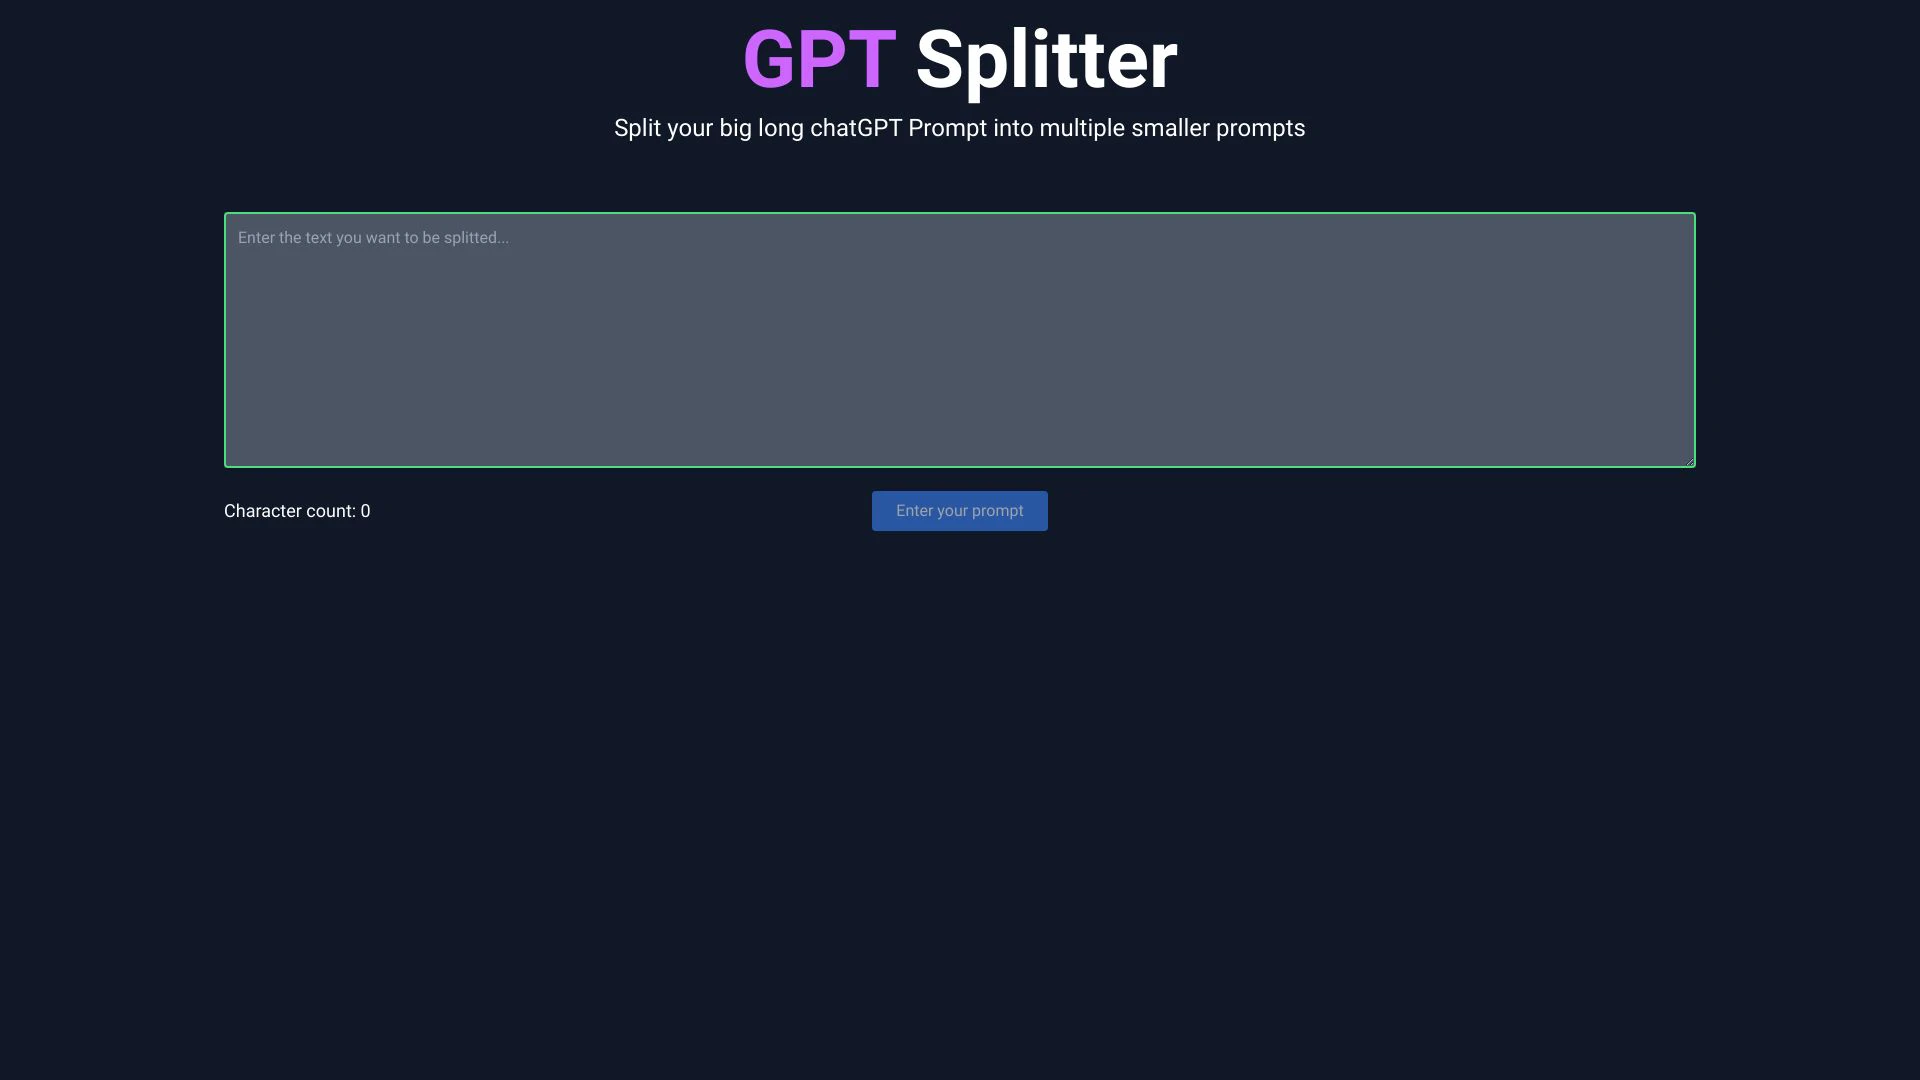 GPT Splitter
Split your big long chatGPT Prompt into multiple smaller prompts
Enter the text you want to be splitted...
Character count: 0
Enter your prompt